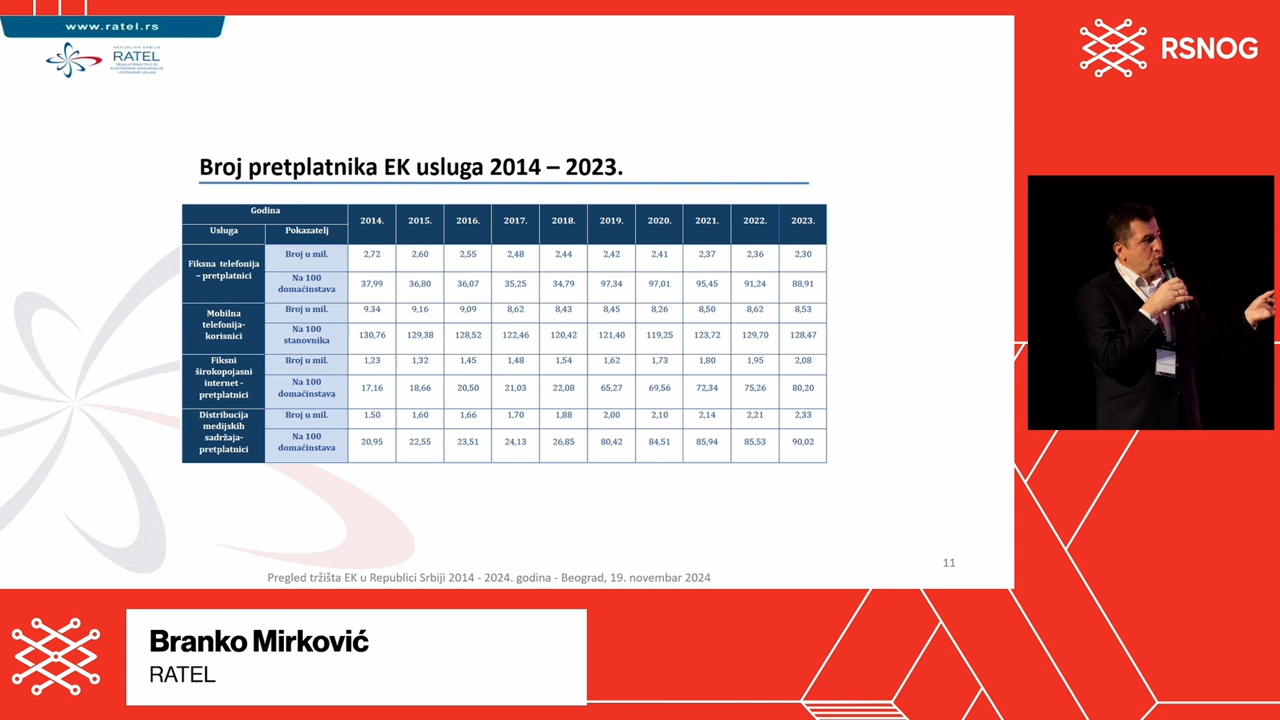 www.ratel.rs
REPUBLIKA SRBIJA
RATEL
REGULATORNO TELO ZA
ELEKTRONSKE KOMUNIKACIJE
I POŠTANSKE USLUGE
RSNOG
Broj pretplatnika EK usluga 2014 – 2023.
Godina 2014. 2015. 2016. 2017. 2018. 2019. 2020. 2021. 2022. 2023.
Usluga Pokazatelj
Fiksna telefonija
– pretplatnici
Broj u mil. 2,72 2,60 2,55 2,48 2,44 2,42 2,41 2,37 2,36 2,30
Na 100
domaćinstava 37,99 36,80 36,07 35,25 34,79 97,34 97,01 95,45 91,24 88,91
Mobilna
telefonija-
korisnici
Broj u mil. 9.34 9,16 9,09 8,62 8,43 8,45 8,26 8,50 8,62 8,53
Na 100
stanovnika 130,76 129,38 128,52 122,46 120,42 121,40 119,25 123,72 129,70 128,47
Fiksni
širokopojasni
internet -
pretplatnici
Broj u mil. 1,23 1,32 1,45 1,48 1,54 1,62 1,73 1,80 1,95 2,08
Na 100
domaćinstava 17,16 18,66 20,50 21,03 22,08 65,27 69,56 72,34 75,26 80,20
Distribucija
medijskih
sadržaja-
pretplatnici
Broj u mil. 1.50 1,60 1,66 1,70 1,88 2,00 2,10 2,14 2,21 2,33
Na 100
domaćinstava 20,95 22,55 23,51 24,13 26,85 80,42 84,51 85,94 85,53 90,02
11
Pregled tržišta EK u Republici Srbiji 2014 - 2024. godina - Beograd, 19. novembar 2024
Branko Mirković
RATEL